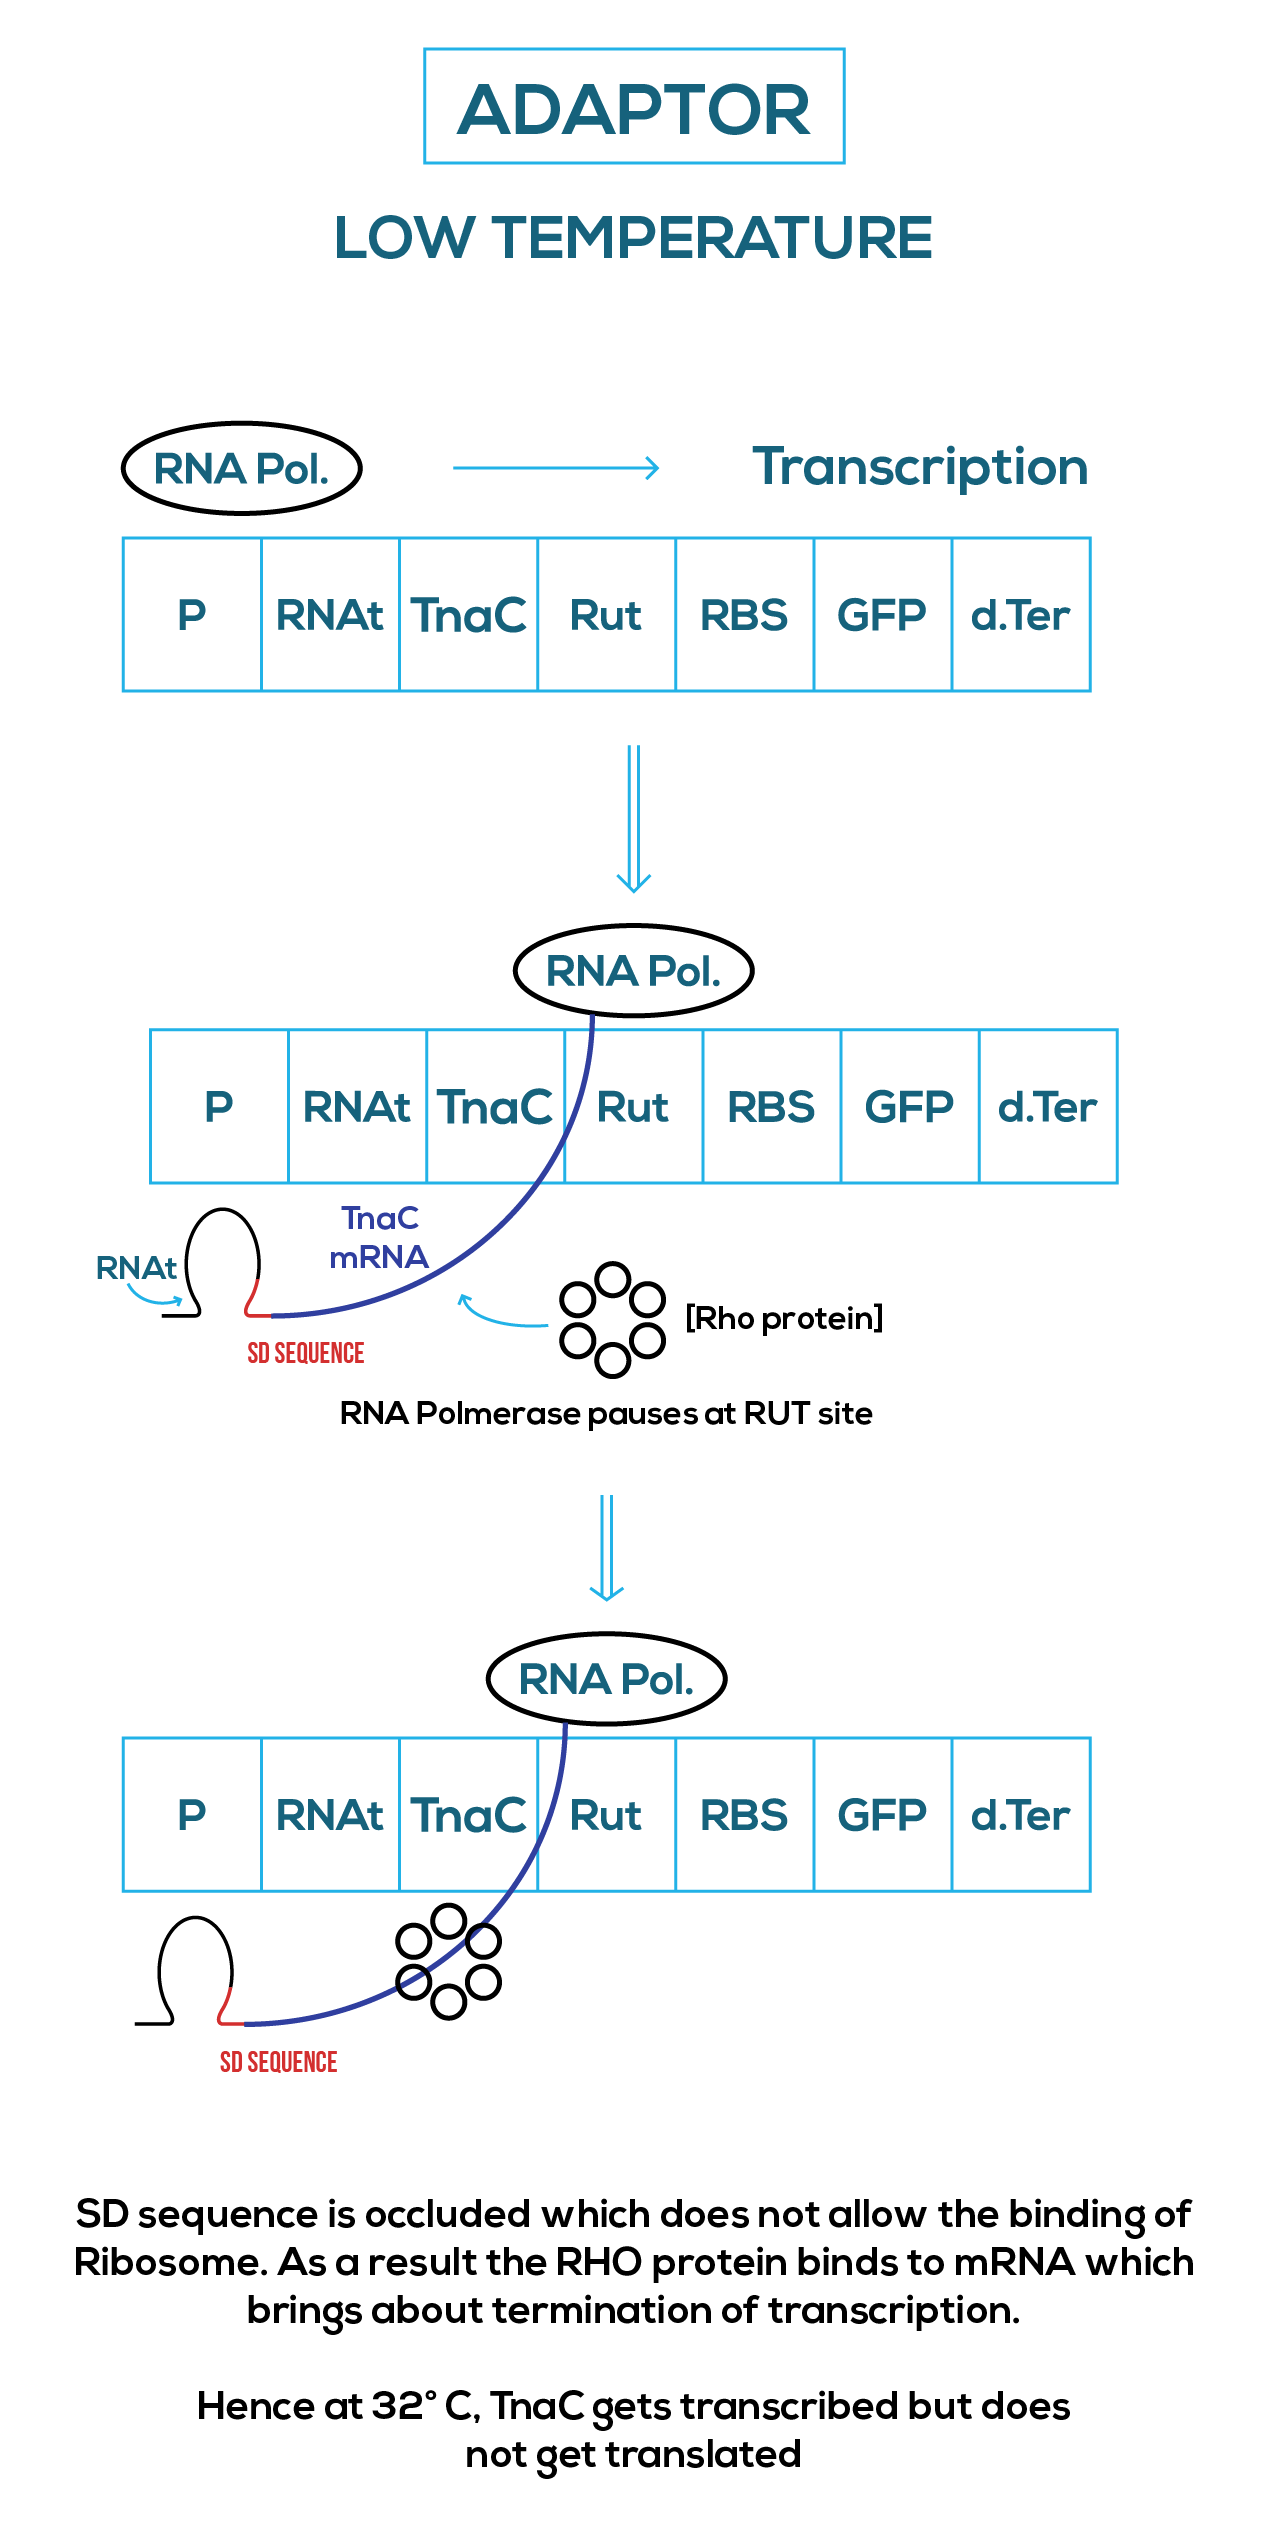 ADAPTOR
LOW TEMPERATURE
RNA Pol. Transcription
P RNAt TnaC Rut RBS GFP d.Ter
RNA Pol.
P RNAt TnaC Rut RBS GFP d.Ter
TnaC
mRNA
RNAt
[Rho protein]
SD SEQUENCE
RNA Polmerase pauses at RUT site
RNA Pol.
P RNAt TnaC Rut RBS GFP d.Ter
SD SEQUENCE
SD sequence is occluded which does not allow the binding of
Ribosome. As a result the RHO protein binds to mRNA which
brings about termination of transcription.
Hence at 32° C, TnaC gets transcribed but does
not get translated